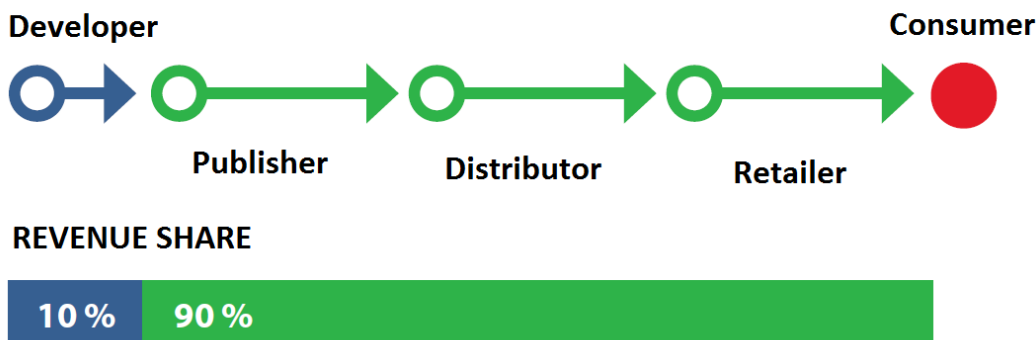 Developer
Consumer
Publisher
Distributor
Retailer
REVENUE SHARE
10 %
90 %